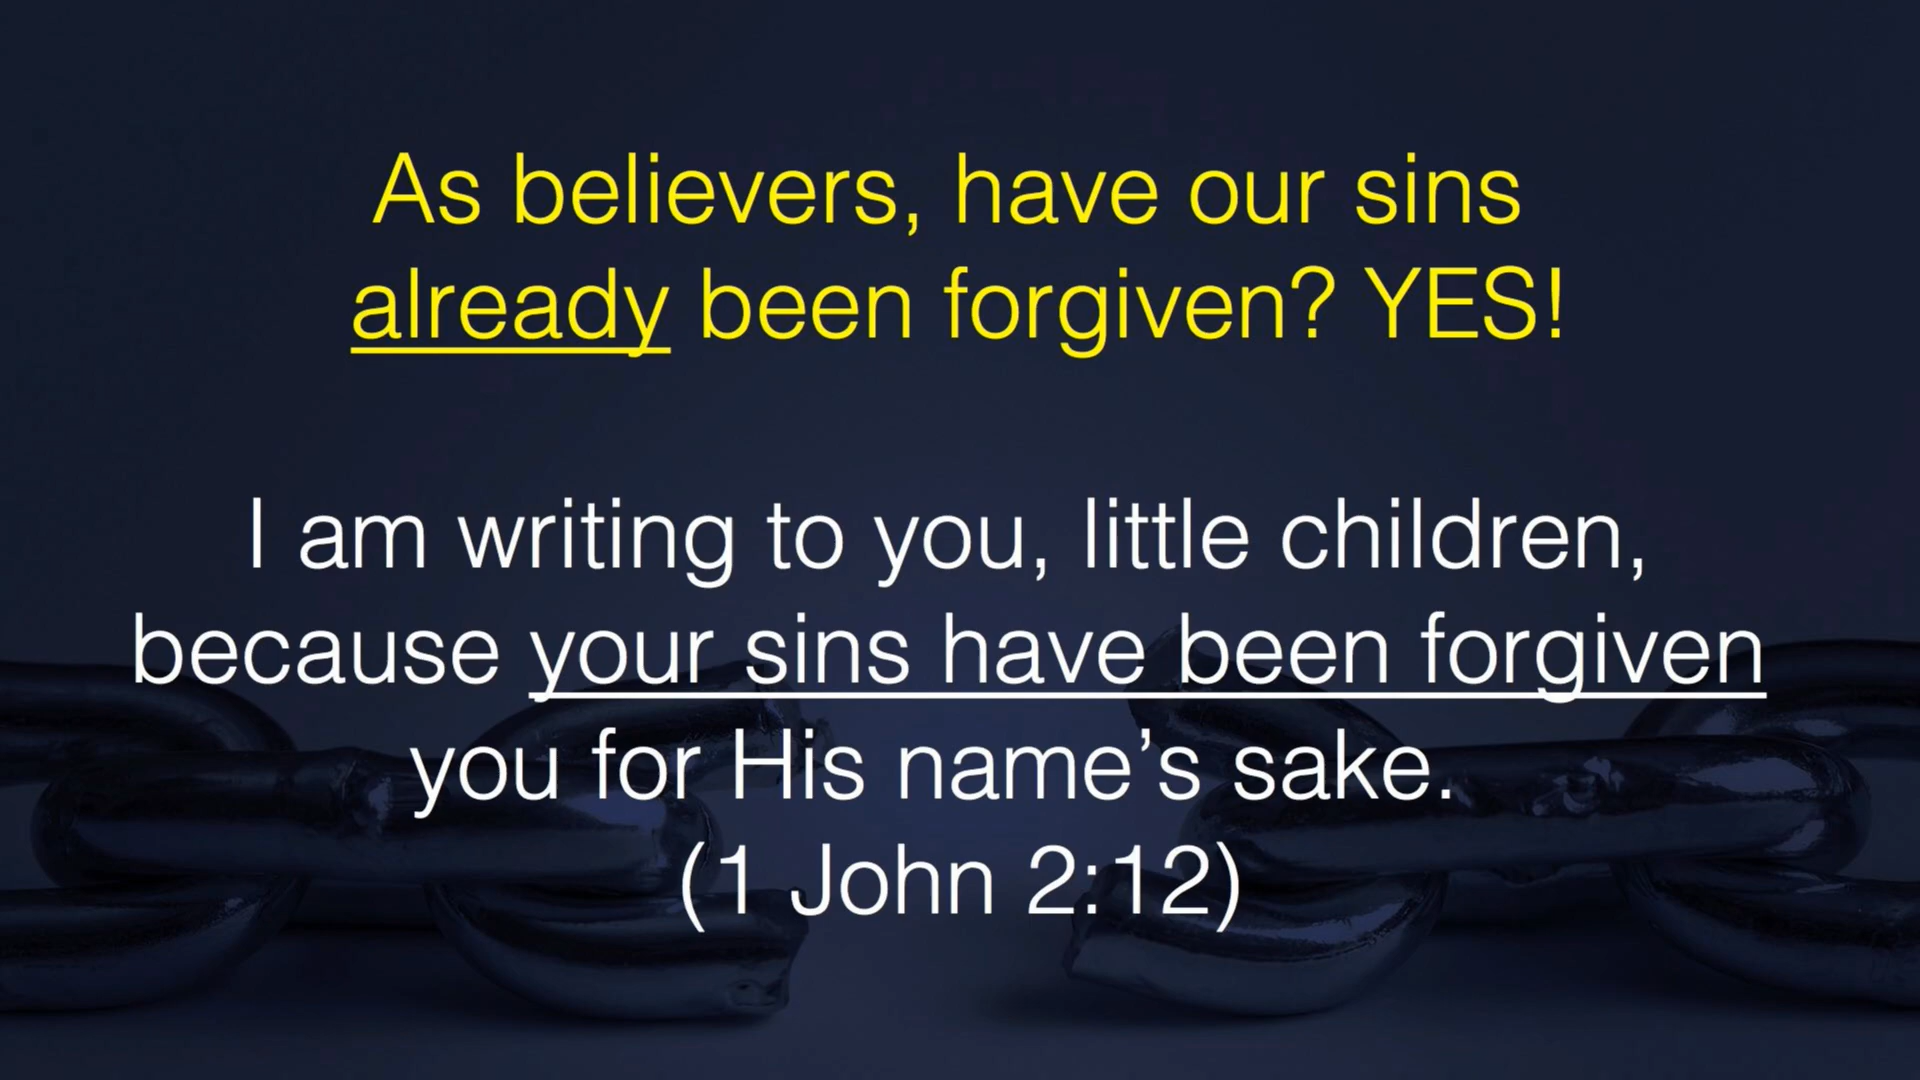 As believers, have our sins
already been forgiven? YES!
I am writing to you, little children,
because your sins have been forgiven
you for His name’s sake.
(1 John 2:12)